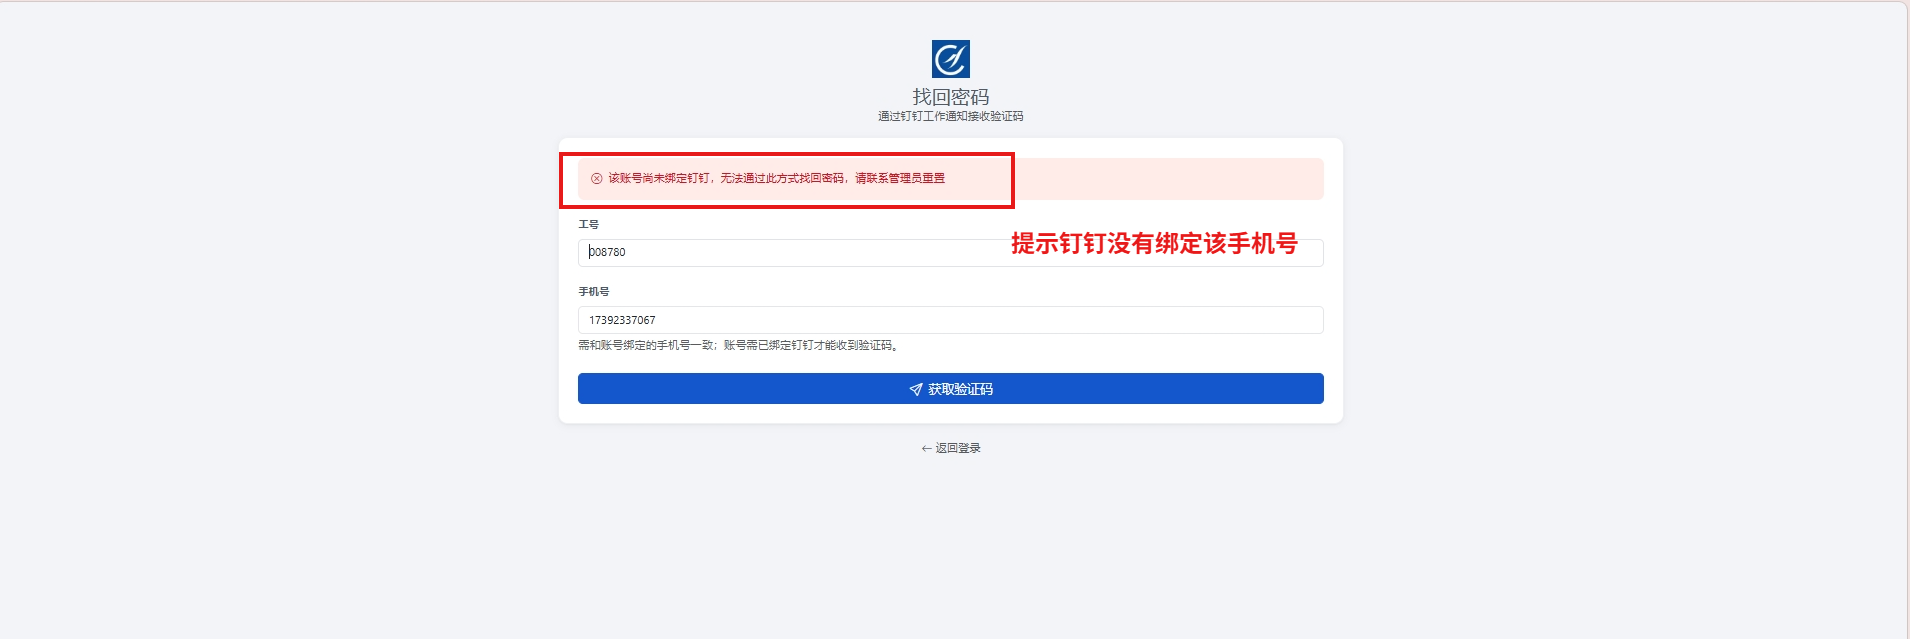 找回密码
通过钉钉工作通知接收验证码
该账号尚未绑定钉钉，无法通过此方式找回密码，请联系管理员重置
工号
008780
提示钉钉没有绑定该手机号
手机号
17392337067
需和账号绑定的手机号一致；账号需已绑定钉钉才能收到验证码。
获取验证码
← 返回登录